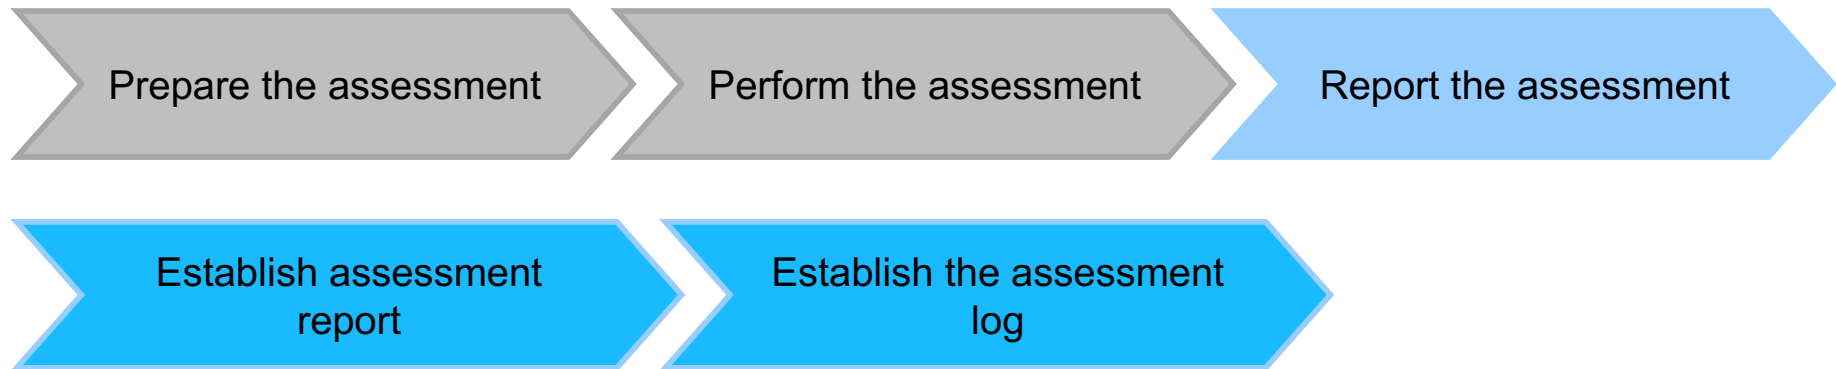 Prepare the assessment
Perform the assessment
Report the assessment
Establish assessment
report
Establish the assessment
log